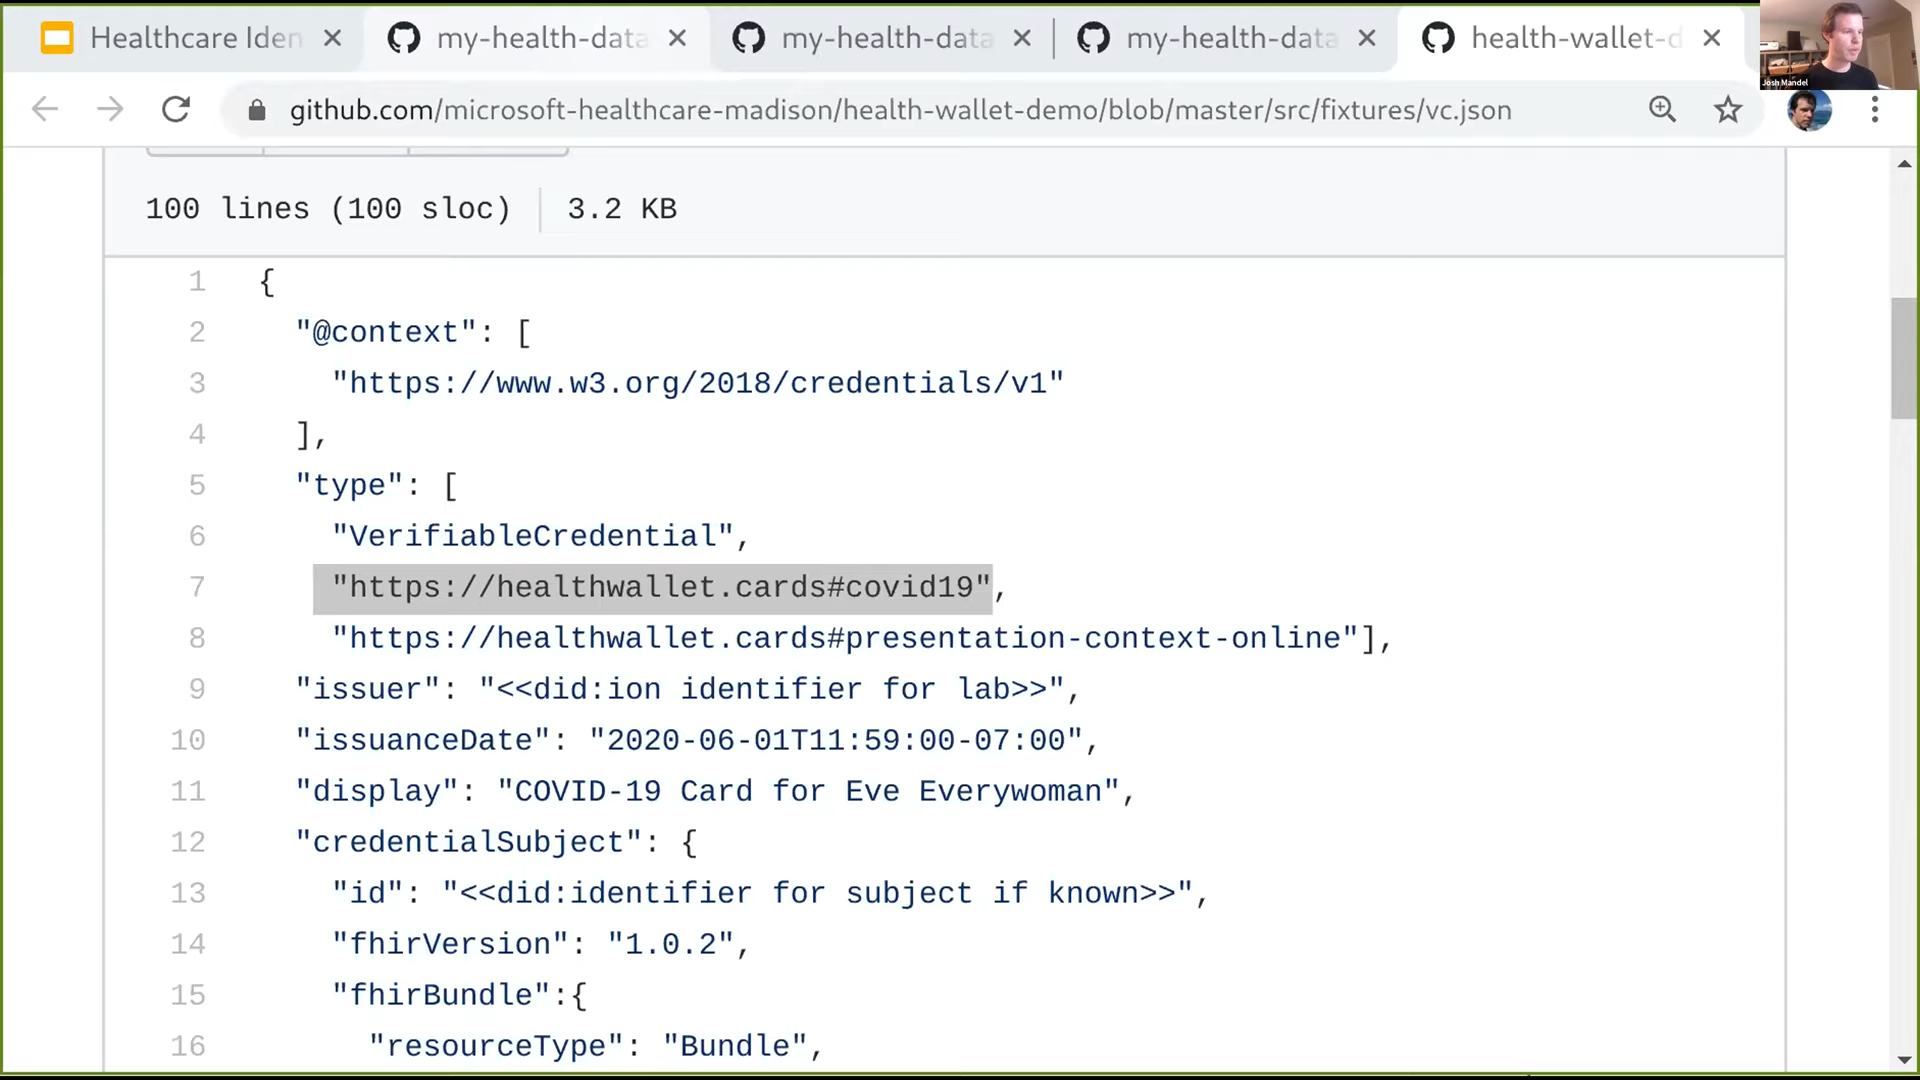 Healthcare Iden
my-health-data
my-health-data
my-health-data
health-wallet-d
Josh Mandel
github.com/microsoft-healthcare-madison/health-wallet-demo/blob/master/src/fixtures/vc.json
100 lines (100 sloc) 3.2 KB
1 {
2 "@context": [
3 "https://www.w3.org/2018/credentials/v1"
4 ],
5 "type": [
6 "VerifiableCredential",
7 "https://healthwallet.cards#covid19",
8 "https://healthwallet.cards#presentation-context-online"],
9 "issuer": "<<did:ion identifier for lab>>",
10 "issuanceDate": "2020-06-01T11:59:00-07:00",
11 "display": "COVID-19 Card for Eve Everywoman",
12 "credentialSubject": {
13 "id": "<<did:identifier for subject if known>>",
14 "fhirVersion": "1.0.2",
15 "fhirBundle":{
16 "resourceType": "Bundle",